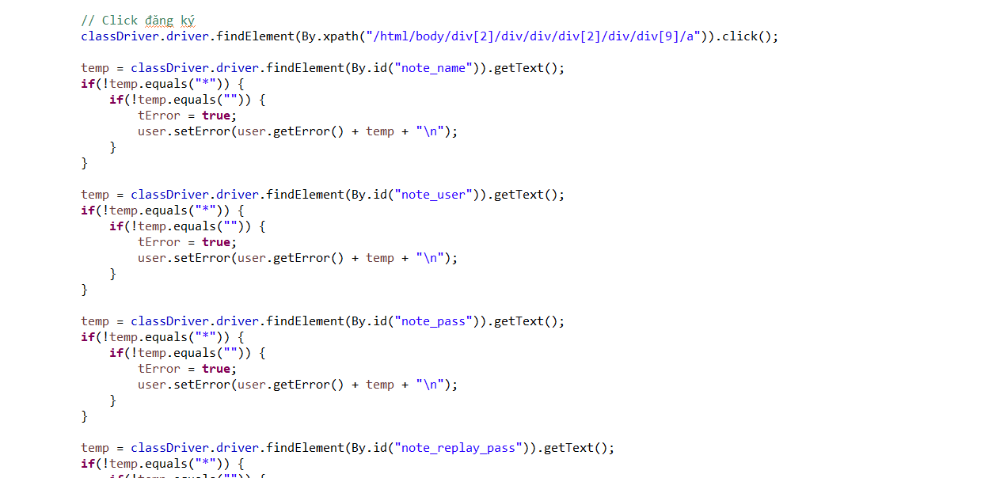 // Click đăng ký
classDriver.driver.findElement(By.xpath("/html/body/div[2]/div/div/div[2]/div/div[9]/a")).click();
temp = classDriver.driver.findElement(By.id("note_name")).getText();
if(!temp.equals("*")) {
if(!temp.equals("")) {
tError = true;
user.setError(user.getError() + temp + "\n");
}
}
temp = classDriver.driver.findElement(By.id("note_user")).getText();
if(!temp.equals("*")) {
if(!temp.equals("")) {
tError = true;
user.setError(user.getError() + temp + "\n");
}
}
temp = classDriver.driver.findElement(By.id("note_pass")).getText();
if(!temp.equals("*")) {
if(!temp.equals("")) {
tError = true;
user.setError(user.getError() + temp + "\n");
}
}
temp = classDriver.driver.findElement(By.id("note_replay_pass")).getText();
if(!temp.equals("*")) {
if(!temp.equals("")) {